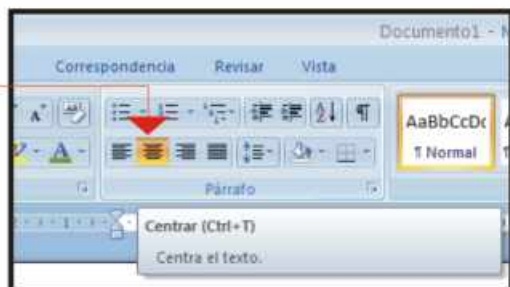 Documento1 -
Correspondencia Revisar Vista
AaBbCcDc
¶ Normal
Párrafo
Centrar (Ctrl+T)
Centra el texto.